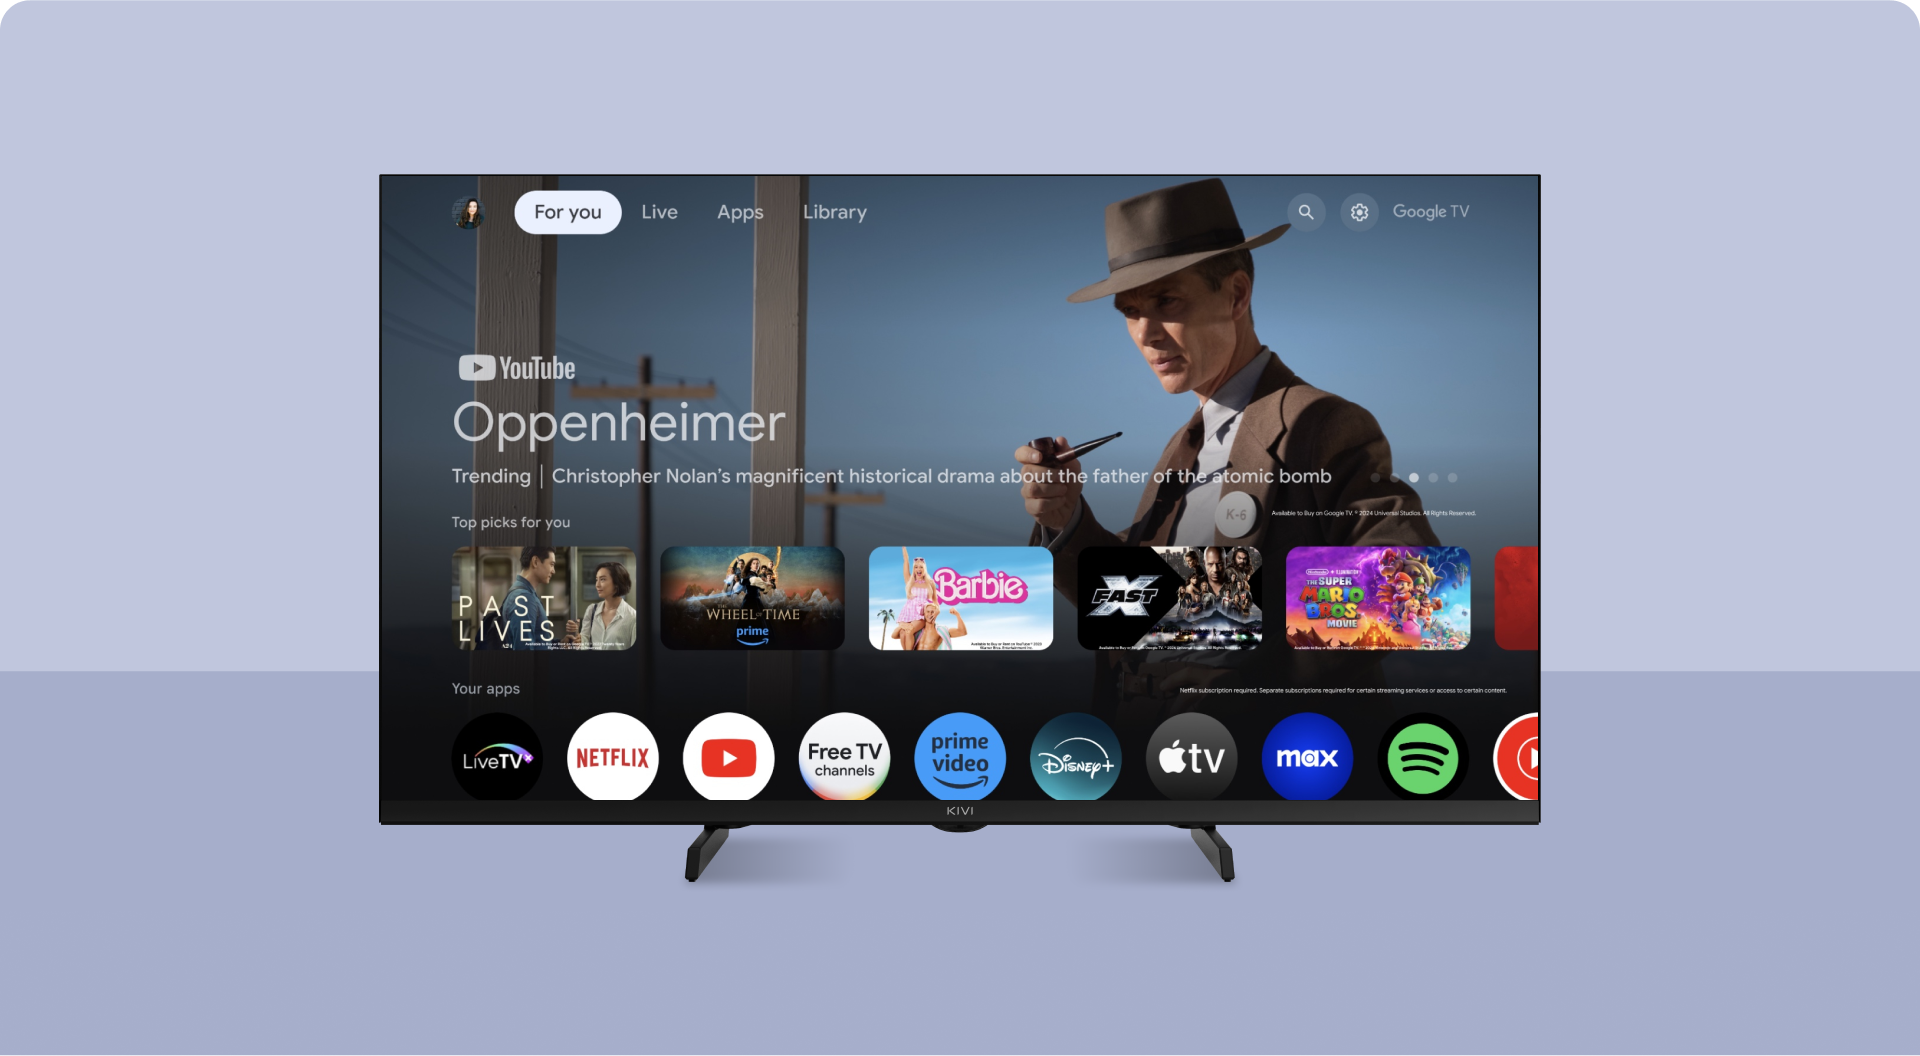 For you
Live
Apps
Library
Google TV
YouTube
Oppenheimer
Trending | Christopher Nolan's magnificent historical drama about the father of the atomic bomb
K-6
Available to Buy on Google TV. © 2024 Universal Studios. All Rights Reserved.
Top picks for you
PAST
LIVES
A24
THE
WHEEL OF TIME
prime
Barbie
FAST X
Nintendo + ILLUMINATION
THE SUPER
MARIO
BROS
MOVIE
Your apps
Netflix subscription required. Separate subscriptions required for certain streaming services or access to certain content.
LiveTV
NETFLIX
Free TV
channels
prime
video
Disney+
tv
max
KIVI